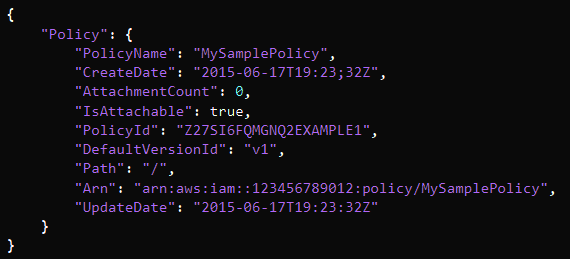 {
    "Policy": {
        "PolicyName": "MySamplePolicy",
        "CreateDate": "2015-06-17T19:23;32Z",
        "AttachmentCount": 0,
        "IsAttachable": true,
        "PolicyId": "Z27SI6FQMGNQ2EXAMPLE1",
        "DefaultVersionId": "v1",
        "Path": "/",
        "Arn": "arn:aws:iam::123456789012:policy/MySamplePolicy",
        "UpdateDate": "2015-06-17T19:23:32Z"
    }
}